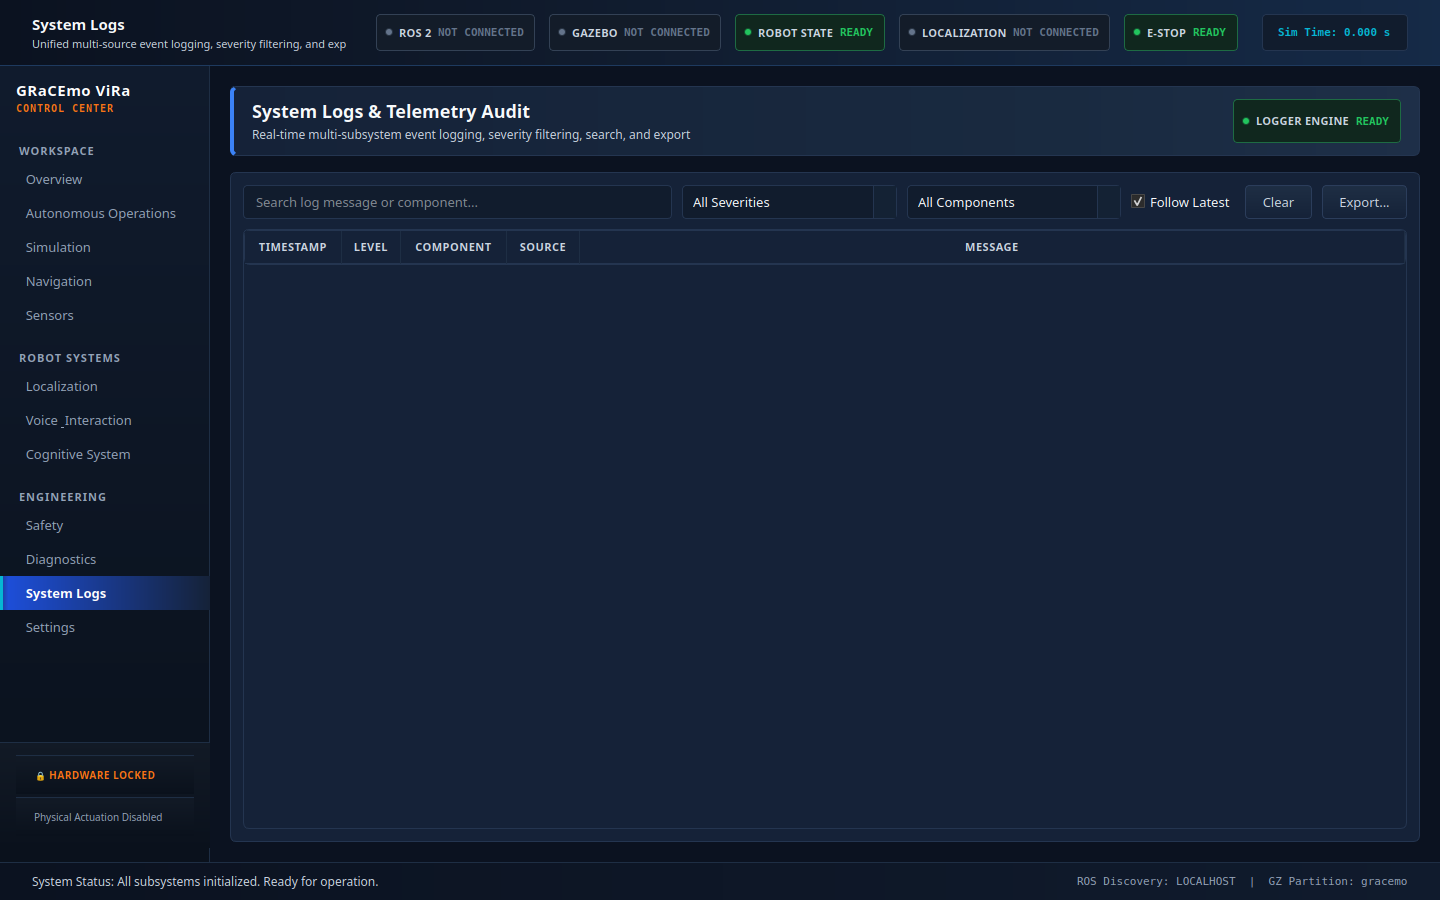 System Logs
Unified multi-source event logging, severity filtering, and exp
ROS 2 NOT CONNECTED
GAZEBO NOT CONNECTED
ROBOT STATE READY
LOCALIZATION NOT CONNECTED
E-STOP READY
Sim Time: 0.000 s
GRaCEmo ViRa
CONTROL CENTER
WORKSPACE
Overview
Autonomous Operations
Simulation
Navigation
Sensors
ROBOT SYSTEMS
Localization
Voice _Interaction
Cognitive System
ENGINEERING
Safety
Diagnostics
System Logs
Settings
🔒 HARDWARE LOCKED
Physical Actuation Disabled
System Logs & Telemetry Audit
Real-time multi-subsystem event logging, severity filtering, search, and export
LOGGER ENGINE READY
Search log message or component...
All Severities
All Components
Follow Latest
Clear
Export...
TIMESTAMP LEVEL COMPONENT SOURCE MESSAGE
System Status: All subsystems initialized. Ready for operation.
ROS Discovery: LOCALHOST | GZ Partition: gracemo